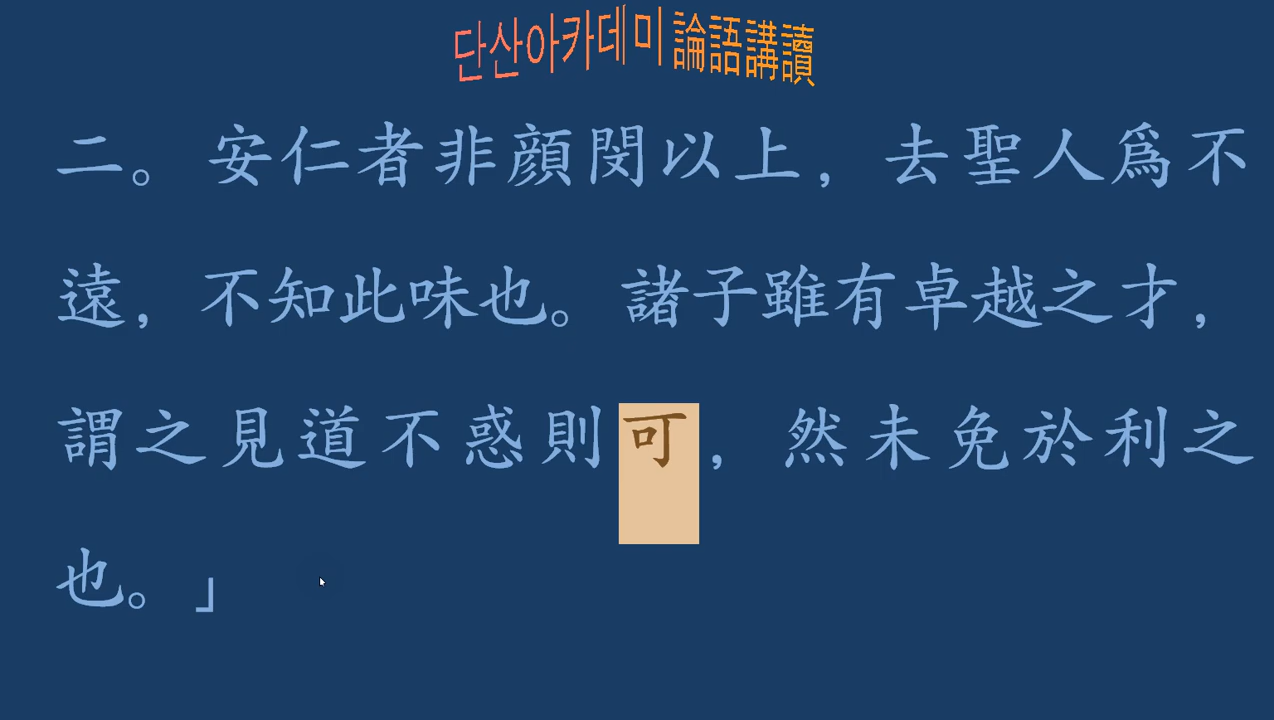 단산아카데미 論語講讀
二。安仁者非顔閔以上，去聖人爲不
遠，不知此味也。諸子雖有卓越之才，
謂之見道不惑則可，然未免於利之
也。」